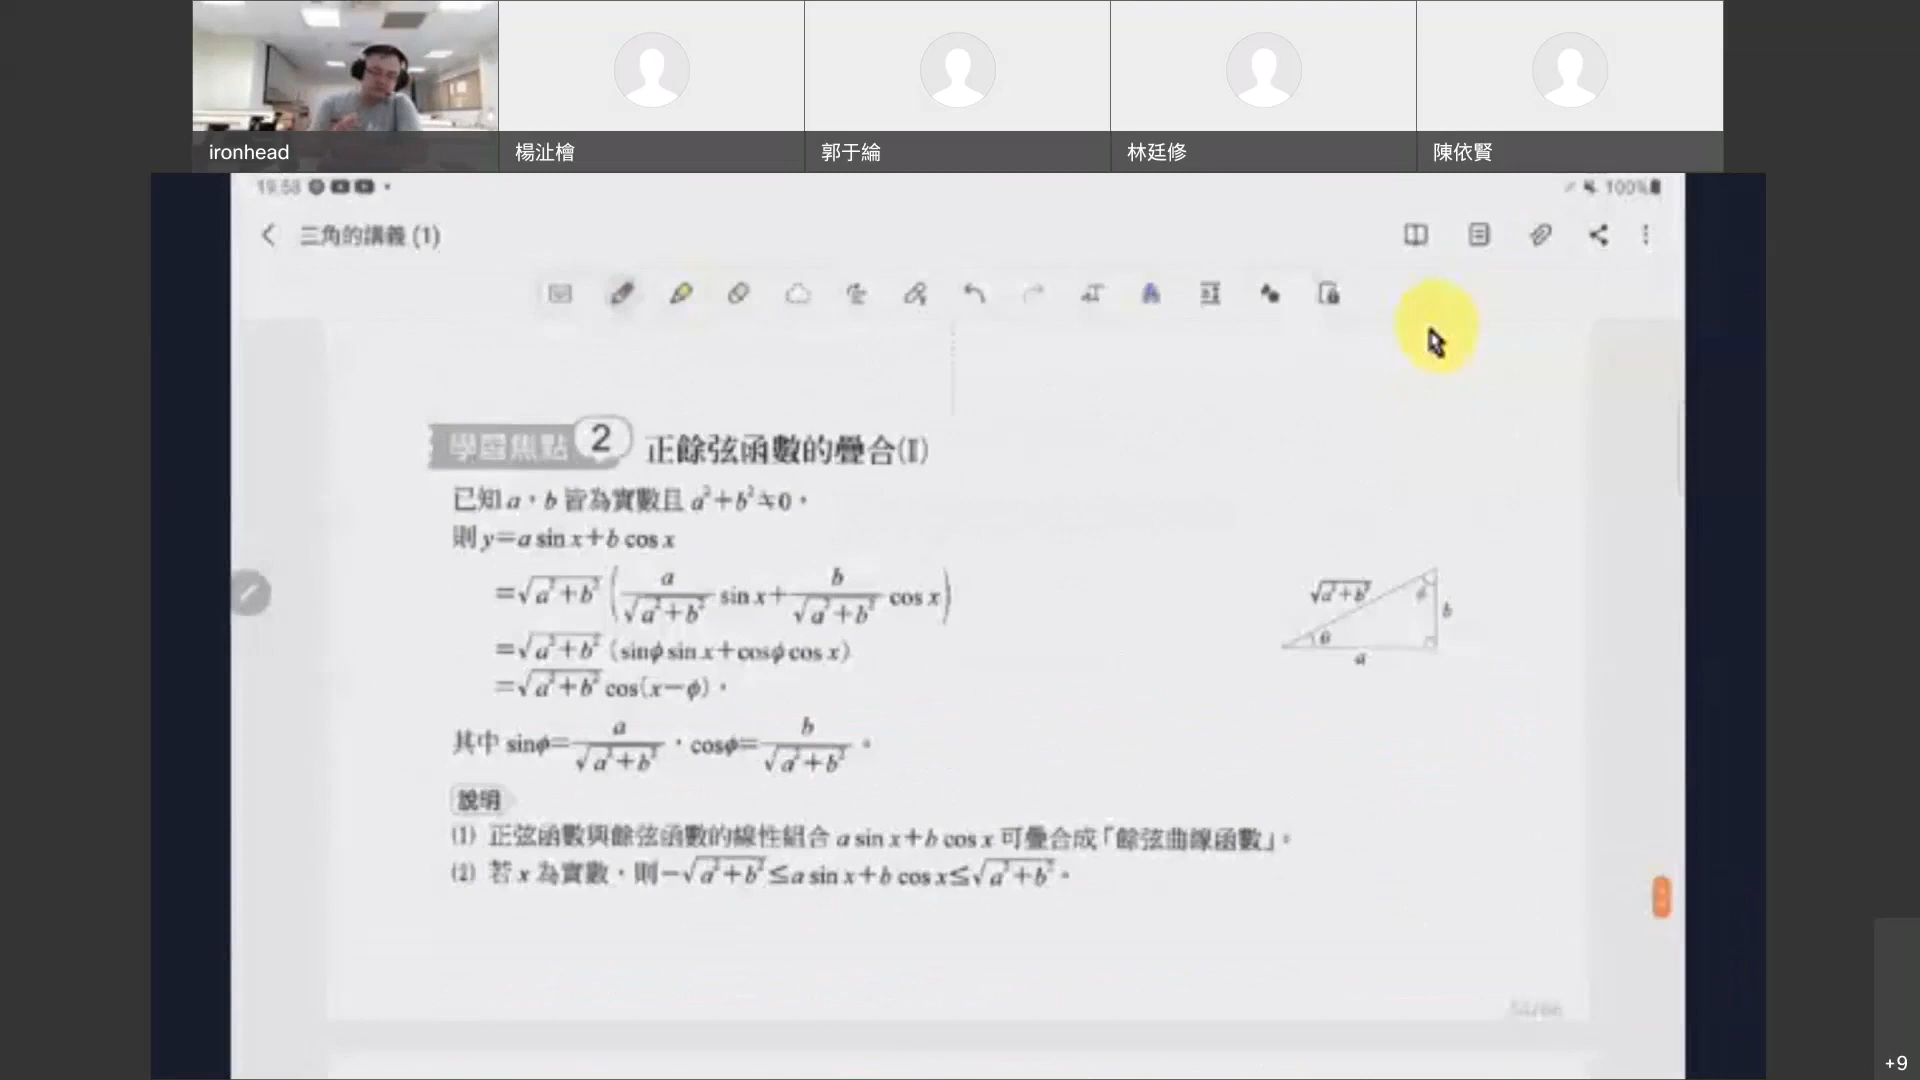 ironhead
楊沚檜
郭于綸
林廷修
陳依賢
19:58
100%
三角的講義 (1)
學習焦點 2 正餘弦函數的疊合(Ⅱ)
已知 a,b 皆為實數且 a²+b²≒0,
則 y=a sin x+b cos x
=√a²+b² (a/√a²+b² sin x+b/√a²+b² cos x)
=√a²+b² (sinϕ sin x+cosϕ cos x)
=√a²+b² cos(x−ϕ),
√a²+b²
ϕ
b
θ
a
其中 sinϕ=a/√a²+b²,cosϕ=b/√a²+b²。
說明
(1) 正弦函數與餘弦函數的線性組合 a sin x+b cos x 可疊合成「餘弦曲線函數」。
(2) 若 x 為實數,則−√a²+b²≤a sin x+b cos x≤√a²+b²。
+9